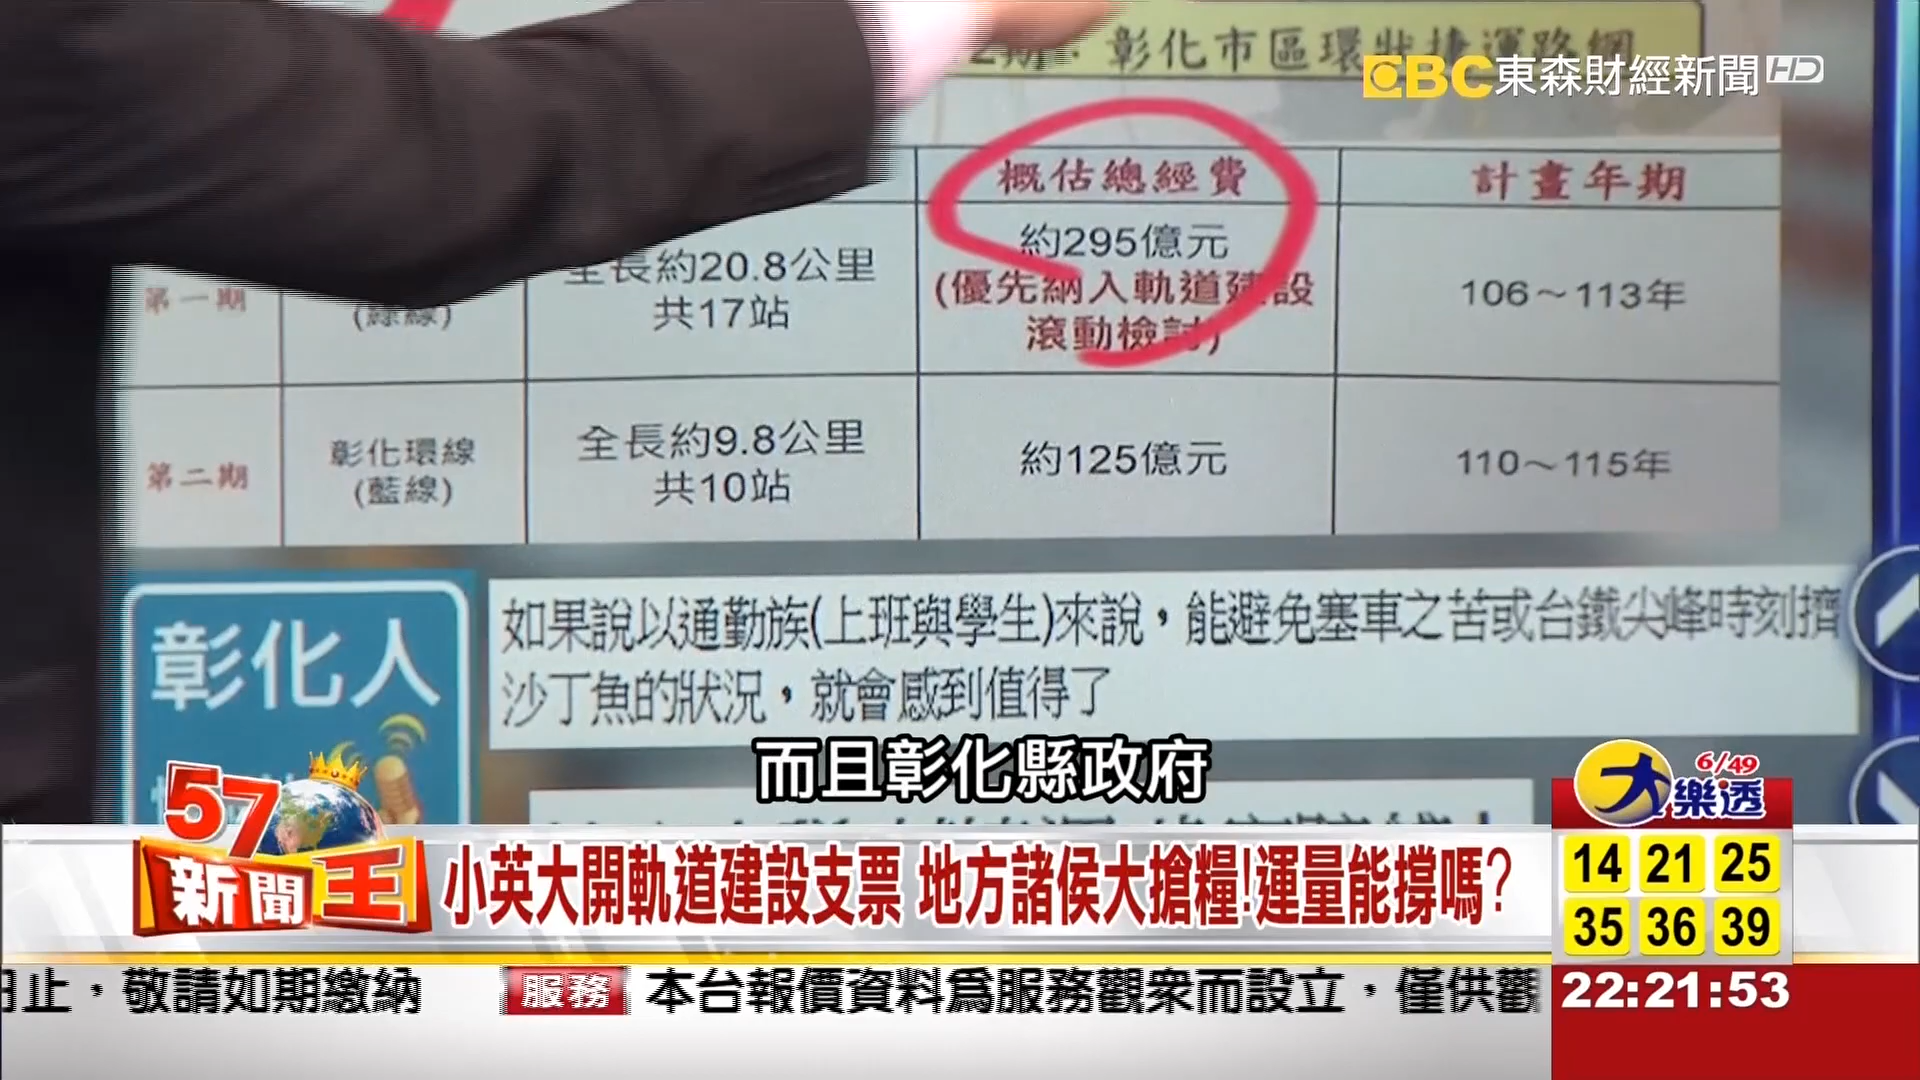 彰化市區環狀捷運路網
EBC東森財經新聞HD
概估總經費
計畫年期
第一期
(綠線)
全長約20.8公里
共17站
約295億元
(優先納入軌道建設
滾動檢討)
106～113年
第二期
彰化環線
(藍線)
全長約9.8公里
共10站
約125億元
110～115年
彰化人
如果說以通勤族(上班與學生)來說，能避免塞車之苦或台鐵尖峰時刻擠
沙丁魚的狀況，就會感到值得了
而且彰化縣政府
57
新聞王
小英大開軌道建設支票 地方諸侯大搶糧!運量能撐嗎?
6/49
大樂透
14 21 25
35 36 39
止，敬請如期繳納
服務
本台報價資料為服務觀眾而設立，僅供觀
22:21:53